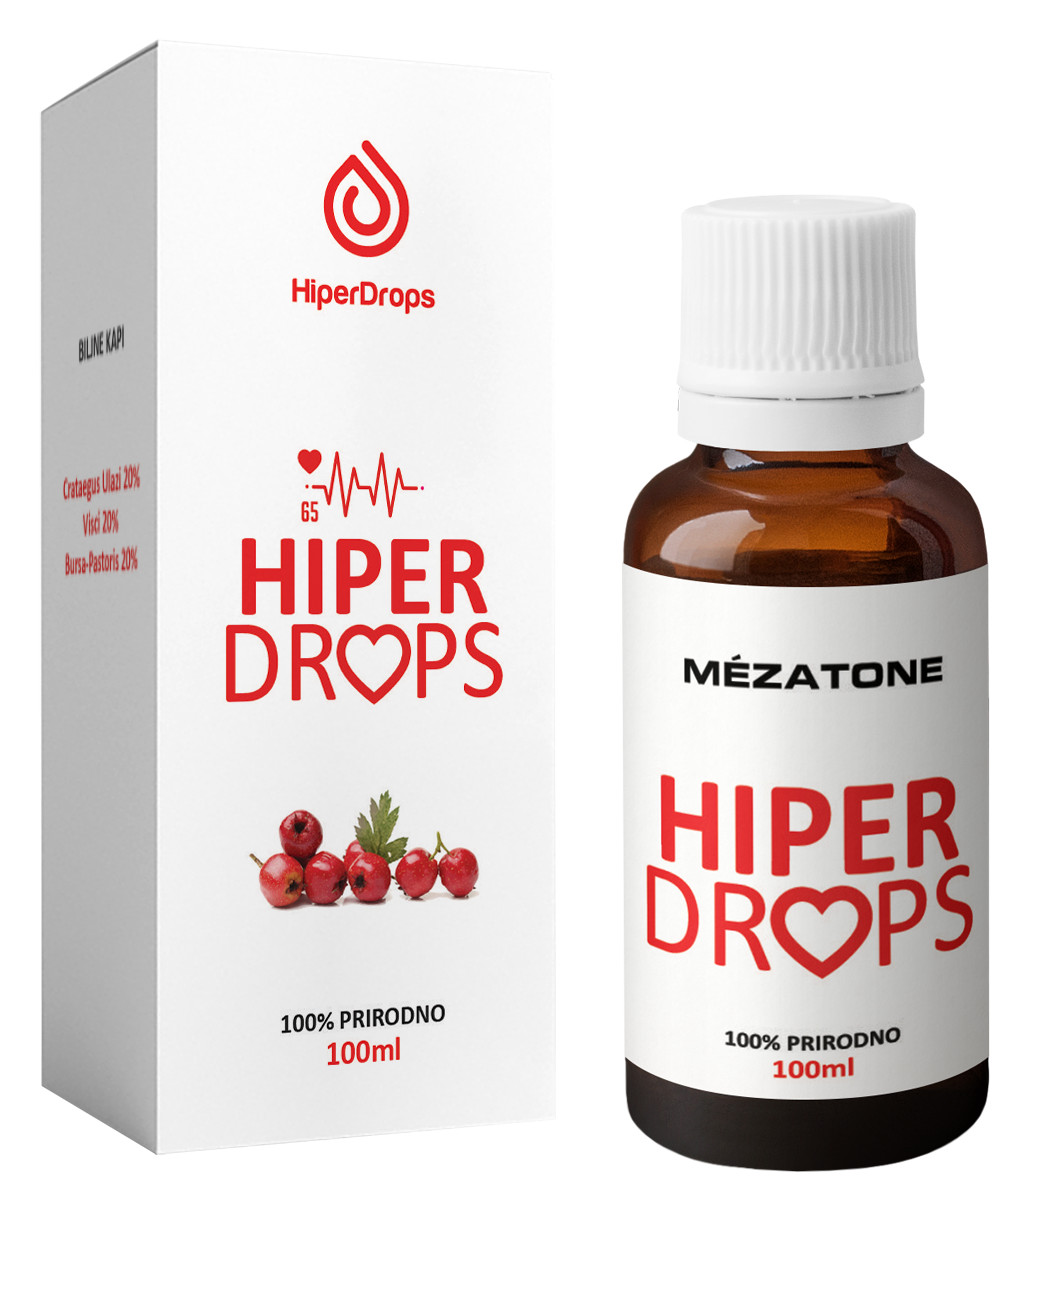 HiperDrops
BILJNE KAPI
Crataegus Ulazi 20%
Visci 20%
Bursa-Pastoris 20%
65
HIPER
DROPS
100% PRIRODNO
100ml
MÉZATONE
HIPER
DROPS
100% PRIRODNO
100ml